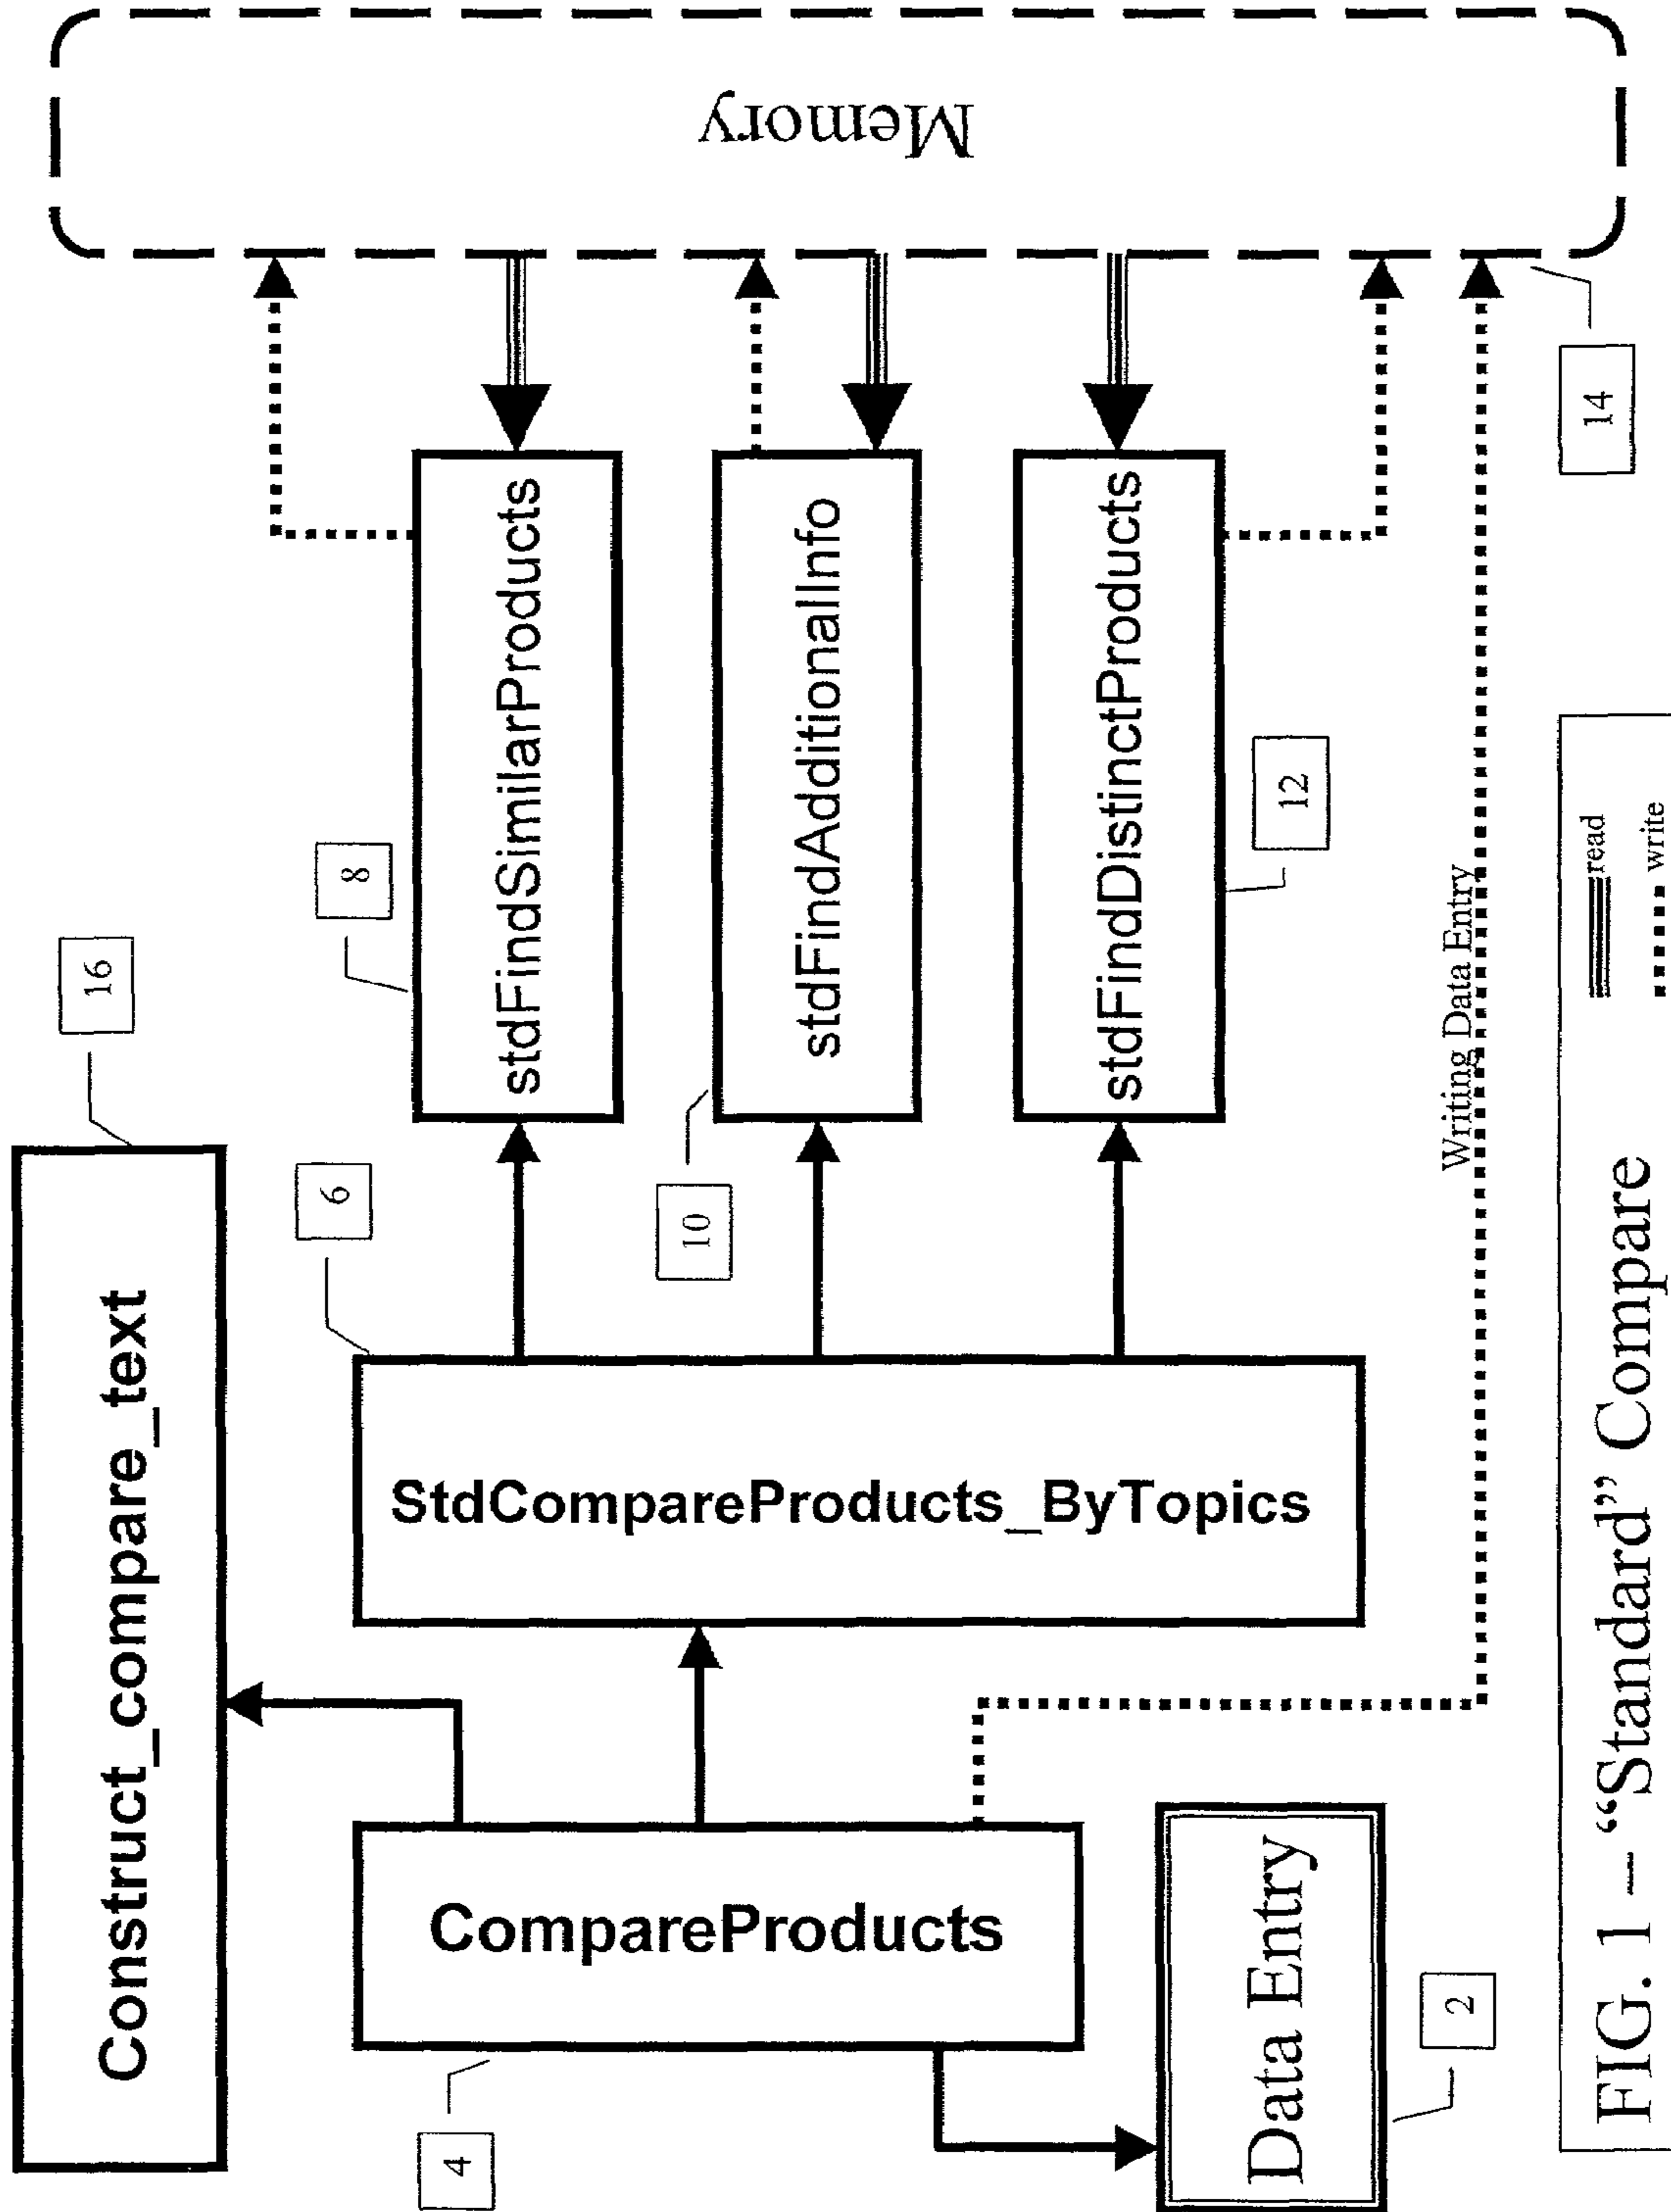 Construct_compare_text
16
CompareProducts
4
StdCompareProducts_ByTopics
6
stdFindSimilarProducts
8
stdFindAdditionalInfo
10
stdFindDistinctProducts
12
Memory
14
Data Entry
2
Writing Data Entry
FIG. 1 – “Standard” Compare
read
write